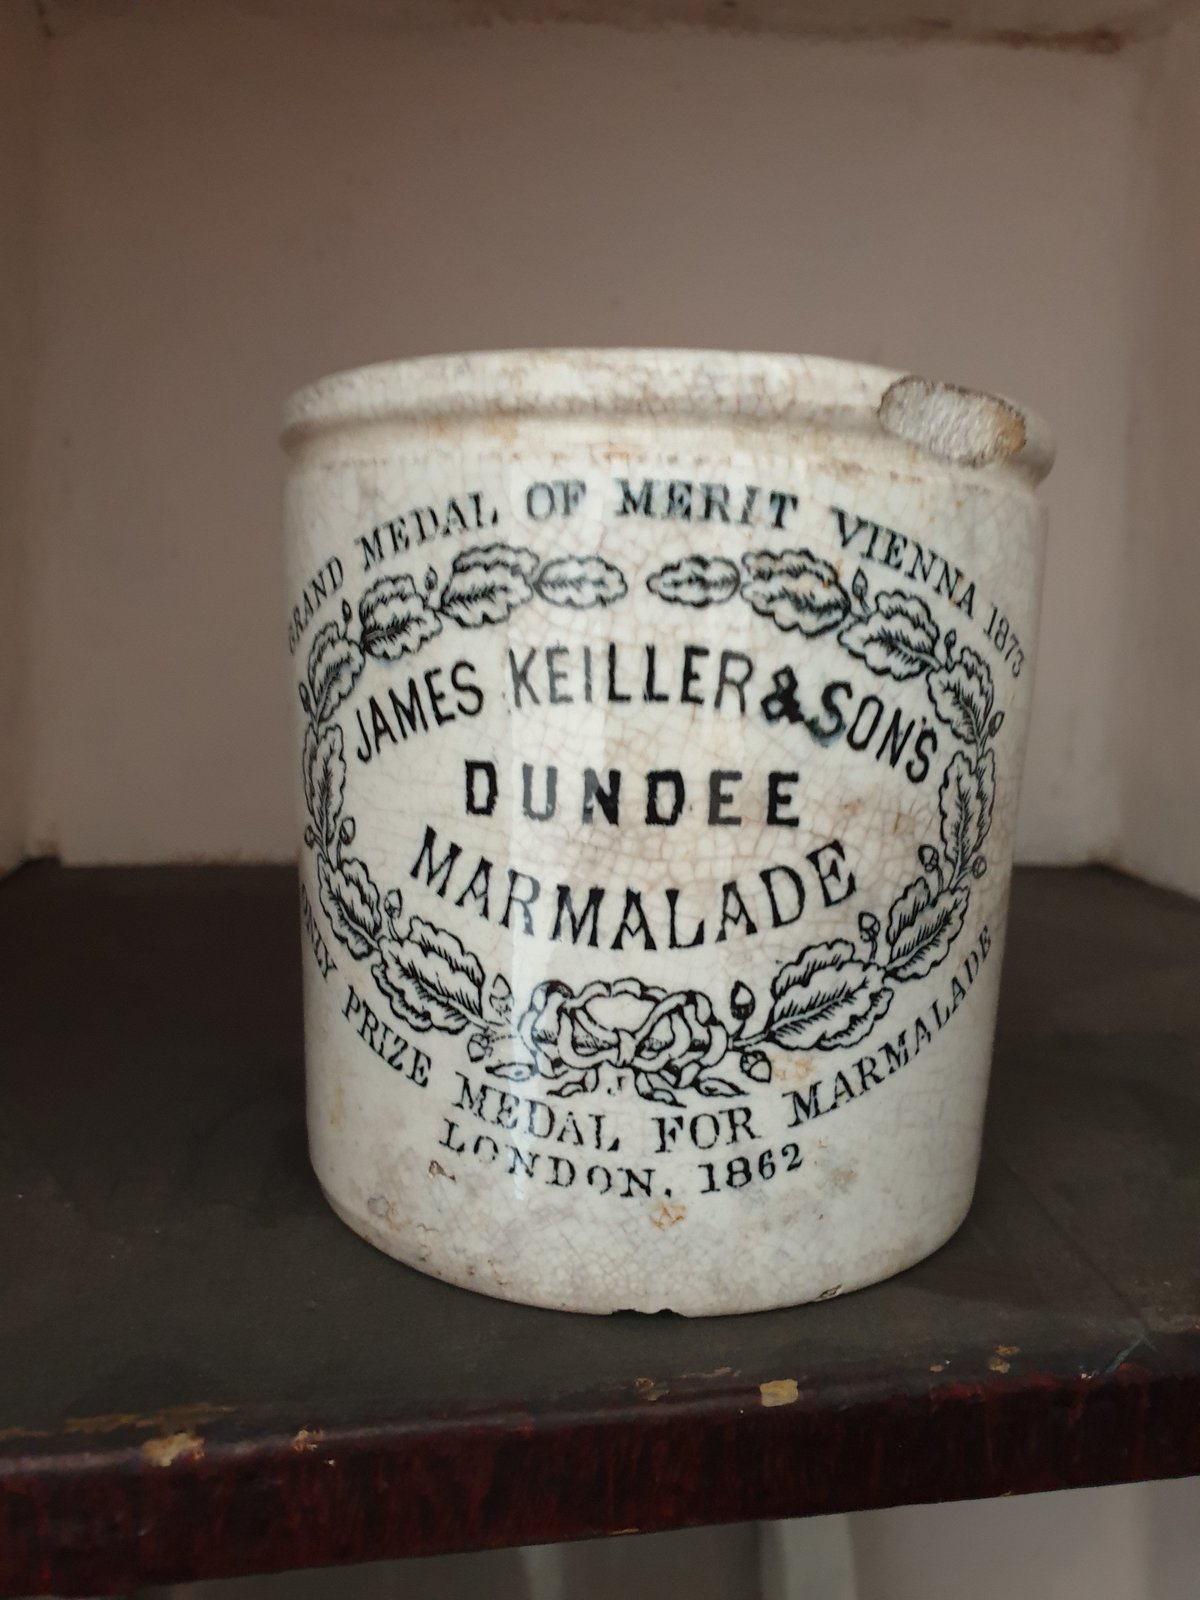 GRAND MEDAL OF MERIT VIENNA 1873
JAMES KEILLER & SON'S
DUNDEE
MARMALADE
ONLY PRIZE MEDAL FOR MARMALADE
LONDON. 1862